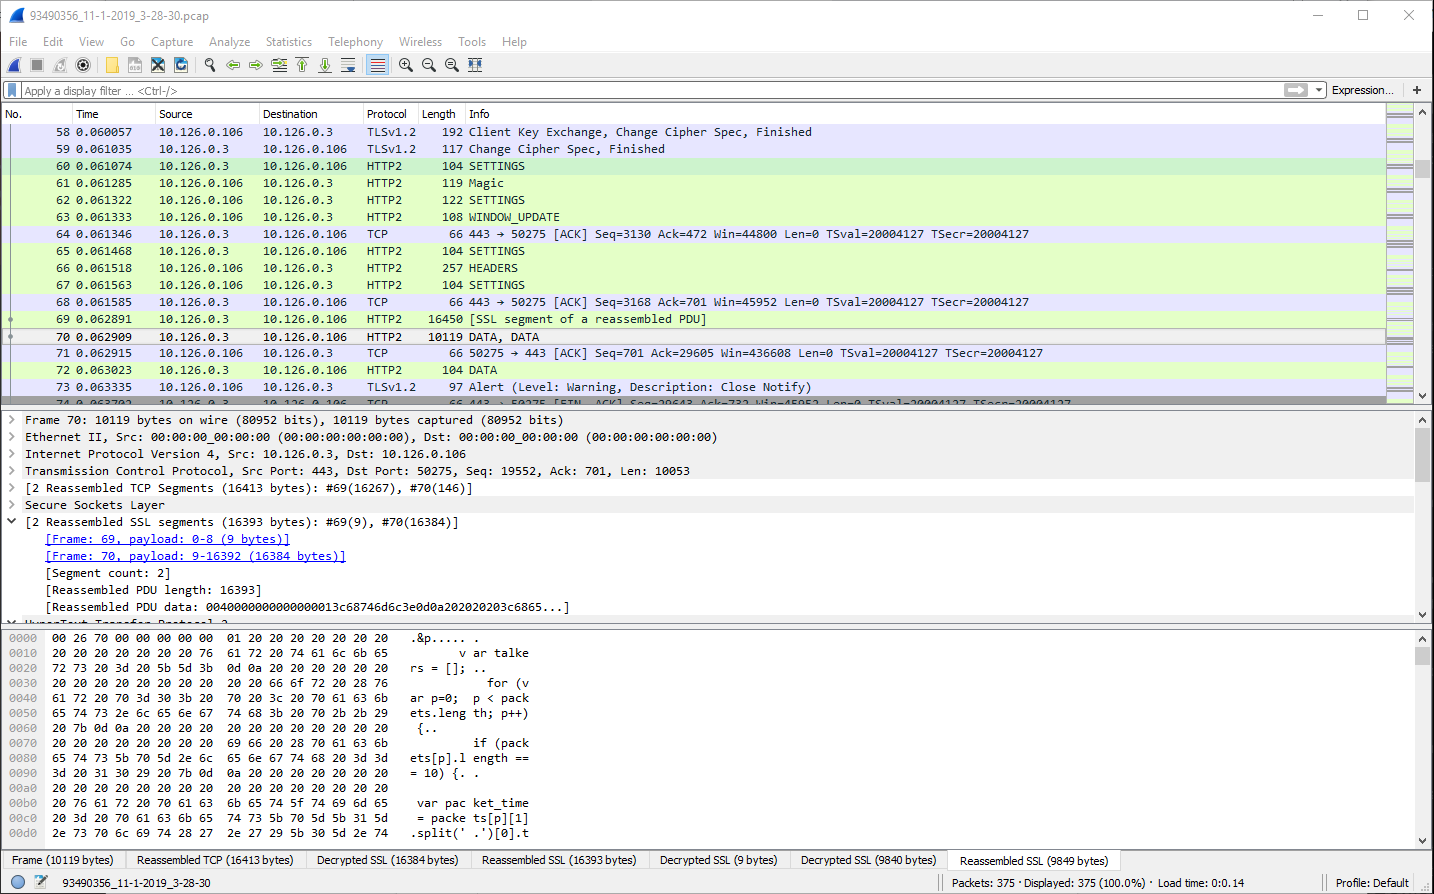 93490356_11-1-2019_3-28-30.pcap
File Edit View Go Capture Analyze Statistics Telephony Wireless Tools Help
Apply a display filter ... <Ctrl-/> Expression... +
No. Time Source Destination Protocol Length Info
58 0.060057 10.126.0.106 10.126.0.3 TLSv1.2 192 Client Key Exchange, Change Cipher Spec, Finished
59 0.061035 10.126.0.3 10.126.0.106 TLSv1.2 117 Change Cipher Spec, Finished
60 0.061074 10.126.0.3 10.126.0.106 HTTP2 104 SETTINGS
61 0.061285 10.126.0.106 10.126.0.3 HTTP2 119 Magic
62 0.061322 10.126.0.106 10.126.0.3 HTTP2 122 SETTINGS
63 0.061333 10.126.0.106 10.126.0.3 HTTP2 108 WINDOW_UPDATE
64 0.061346 10.126.0.3 10.126.0.106 TCP 66 443 → 50275 [ACK] Seq=3130 Ack=472 Win=44800 Len=0 TSval=20004127 TSecr=20004127
65 0.061468 10.126.0.3 10.126.0.106 HTTP2 104 SETTINGS
66 0.061518 10.126.0.106 10.126.0.3 HTTP2 257 HEADERS
67 0.061563 10.126.0.106 10.126.0.3 HTTP2 104 SETTINGS
68 0.061585 10.126.0.3 10.126.0.106 TCP 66 443 → 50275 [ACK] Seq=3168 Ack=701 Win=45952 Len=0 TSval=20004127 TSecr=20004127
69 0.062891 10.126.0.3 10.126.0.106 HTTP2 16450 [SSL segment of a reassembled PDU]
70 0.062909 10.126.0.3 10.126.0.106 HTTP2 10119 DATA, DATA
71 0.062915 10.126.0.106 10.126.0.3 TCP 66 50275 → 443 [ACK] Seq=701 Ack=29605 Win=436608 Len=0 TSval=20004127 TSecr=20004127
72 0.063023 10.126.0.3 10.126.0.106 HTTP2 104 DATA
73 0.063335 10.126.0.106 10.126.0.3 TLSv1.2 97 Alert (Level: Warning, Description: Close Notify)
74 0.063702 10.126.0.3 10.126.0.106 TCP 66 443 → 50275 [FIN, ACK] Seq=29643 Ack=732 Win=45952 Len=0 TSval=20004127 TSecr=20004127
Frame 70: 10119 bytes on wire (80952 bits), 10119 bytes captured (80952 bits)
Ethernet II, Src: 00:00:00_00:00:00 (00:00:00:00:00:00), Dst: 00:00:00_00:00:00 (00:00:00:00:00:00)
Internet Protocol Version 4, Src: 10.126.0.3, Dst: 10.126.0.106
Transmission Control Protocol, Src Port: 443, Dst Port: 50275, Seq: 19552, Ack: 701, Len: 10053
[2 Reassembled TCP Segments (16413 bytes): #69(16267), #70(146)]
Secure Sockets Layer
[2 Reassembled SSL segments (16393 bytes): #69(9), #70(16384)]
[Frame: 69, payload: 0-8 (9 bytes)]
[Frame: 70, payload: 9-16392 (16384 bytes)]
[Segment count: 2]
[Reassembled PDU length: 16393]
[Reassembled PDU data: 0040000000000000013c68746d6c3e0d0a202020203c6865...]
HyperText Transfer Protocol 2
0000 00 26 70 00 00 00 00 00 01 20 20 20 20 20 20 20 .&p..... .
0010 20 20 20 20 20 20 20 76 61 72 20 74 61 6c 6b 65 v ar talke
0020 72 73 20 3d 20 5b 5d 3b 0d 0a 20 20 20 20 20 20 rs = []; ..
0030 20 20 20 20 20 20 20 20 20 20 66 6f 72 20 28 76 for (v
0040 61 72 20 70 3d 30 3b 20 70 20 3c 20 70 61 63 6b ar p=0; p < pack
0050 65 74 73 2e 6c 65 6e 67 74 68 3b 20 70 2b 2b 29 ets.leng th; p++)
0060 20 7b 0d 0a 20 20 20 20 20 20 20 20 20 20 20 20 {..
0070 20 20 20 20 20 20 20 20 69 66 20 28 70 61 63 6b if (pack
0080 65 74 73 5b 70 5d 2e 6c 65 6e 67 74 68 20 3d 3d ets[p].l ength ==
0090 3d 20 31 30 29 20 7b 0d 0a 20 20 20 20 20 20 20 = 10) {. .
00a0 20 20 20 20 20 20 20 20 20 20 20 20 20 20 20 20
00b0 20 76 61 72 20 70 61 63 6b 65 74 5f 74 69 6d 65 var pac ket_time
00c0 20 3d 20 70 61 63 6b 65 74 73 5b 70 5d 5b 31 5d = packe ts[p][1]
00d0 2e 73 70 6c 69 74 28 27 2e 27 29 5b 30 5d 2e 74 .split(' .')[0].t
Frame (10119 bytes) Reassembled TCP (16413 bytes) Decrypted SSL (16384 bytes) Reassembled SSL (16393 bytes) Decrypted SSL (9 bytes) Decrypted SSL (9840 bytes) Reassembled SSL (9849 bytes)
93490356_11-1-2019_3-28-30 Packets: 375 · Displayed: 375 (100.0%) · Load time: 0:0.14 Profile: Default